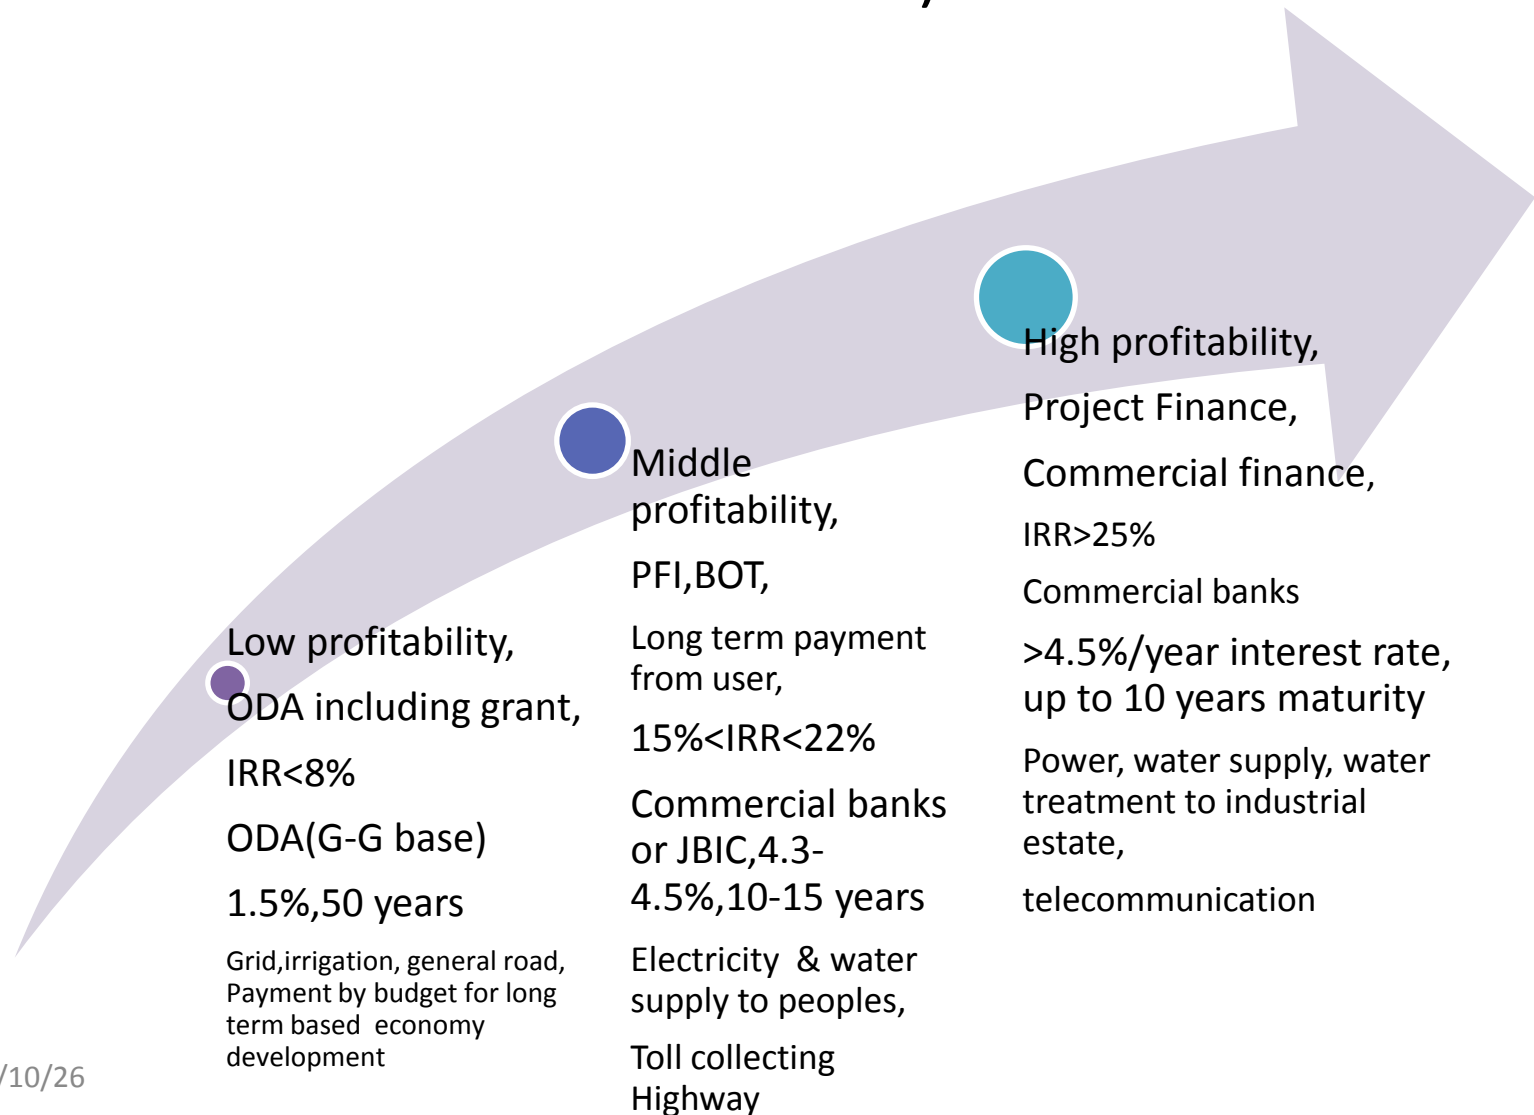 Low profitability,
ODA including grant,
IRR<8%
ODA(G-G base)
1.5%,50 years
Grid,irrigation, general road,
Payment by budget for long
term based  economy
development
Middle
profitability,
PFI,BOT,
Long term payment
from user,
15%<IRR<22%
Commercial banks
or JBIC,4.3-
4.5%,10-15 years
Electricity  & water
supply to peoples,
Toll collecting
Highway
High profitability,
Project Finance,
Commercial finance,
IRR>25%
Commercial banks
>4.5%/year interest rate,
up to 10 years maturity
Power, water supply, water
treatment to industrial
estate,
telecommunication
/10/26